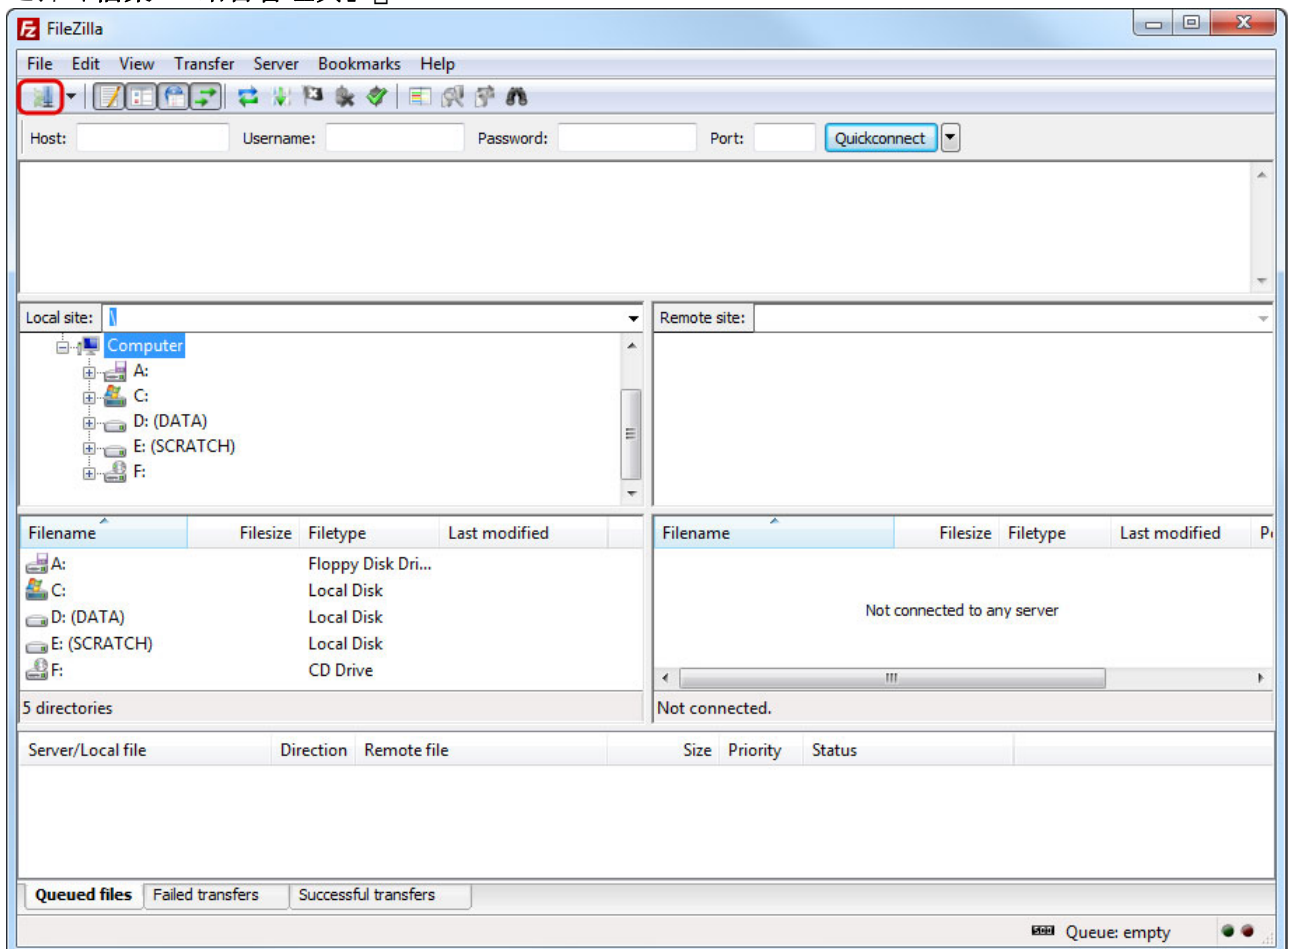 FileZilla
File Edit View Transfer Server Bookmarks Help
Host: Username: Password: Port: Quickconnect
Local site: \
Remote site:
Computer
A:
C:
D: (DATA)
E: (SCRATCH)
F:
Filename Filesize Filetype Last modified
A: Floppy Disk Dri...
C: Local Disk
D: (DATA) Local Disk
E: (SCRATCH) Local Disk
F: CD Drive
5 directories
Filename Filesize Filetype Last modified
Not connected to any server
Not connected.
Server/Local file Direction Remote file Size Priority Status
Queued files Failed transfers Successful transfers
Queue: empty